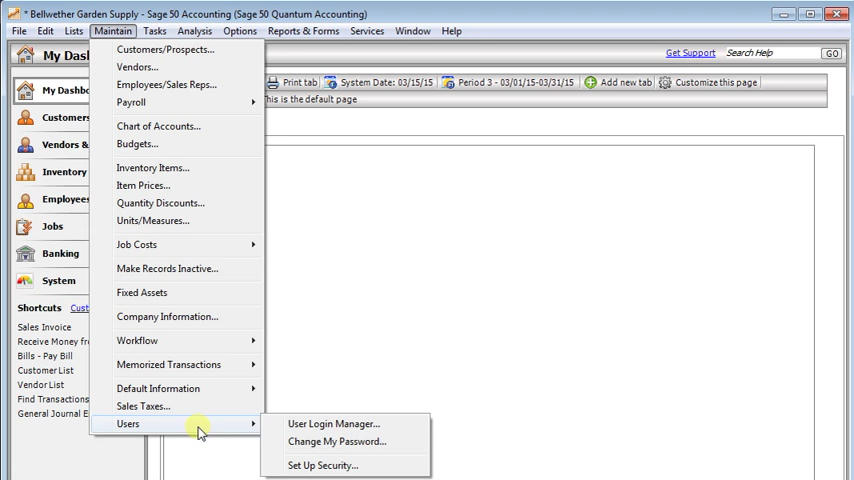 * Bellwether Garden Supply - Sage 50 Accounting (Sage 50 Quantum Accounting)
File Edit Lists Maintain Tasks Analysis Options Reports & Forms Services Window Help
My Das
Get Support Search Help GO
My Dashbo
Print tab System Date: 03/15/15 Period 3 - 03/01/15-03/31/15 Add new tab Customize this page
This is the default page
Customers
Vendors &
Inventory
Employees
Jobs
Banking
System
Shortcuts Cust
Sales Invoice
Receive Money from
Bills - Pay Bill
Customer List
Vendor List
Find Transactions
General Journal E
Customers/Prospects...
Vendors...
Employees/Sales Reps...
Payroll
Chart of Accounts...
Budgets...
Inventory Items...
Item Prices...
Quantity Discounts...
Units/Measures...
Job Costs
Make Records Inactive...
Fixed Assets
Company Information...
Workflow
Memorized Transactions
Default Information
Sales Taxes...
Users
User Login Manager...
Change My Password...
Set Up Security...